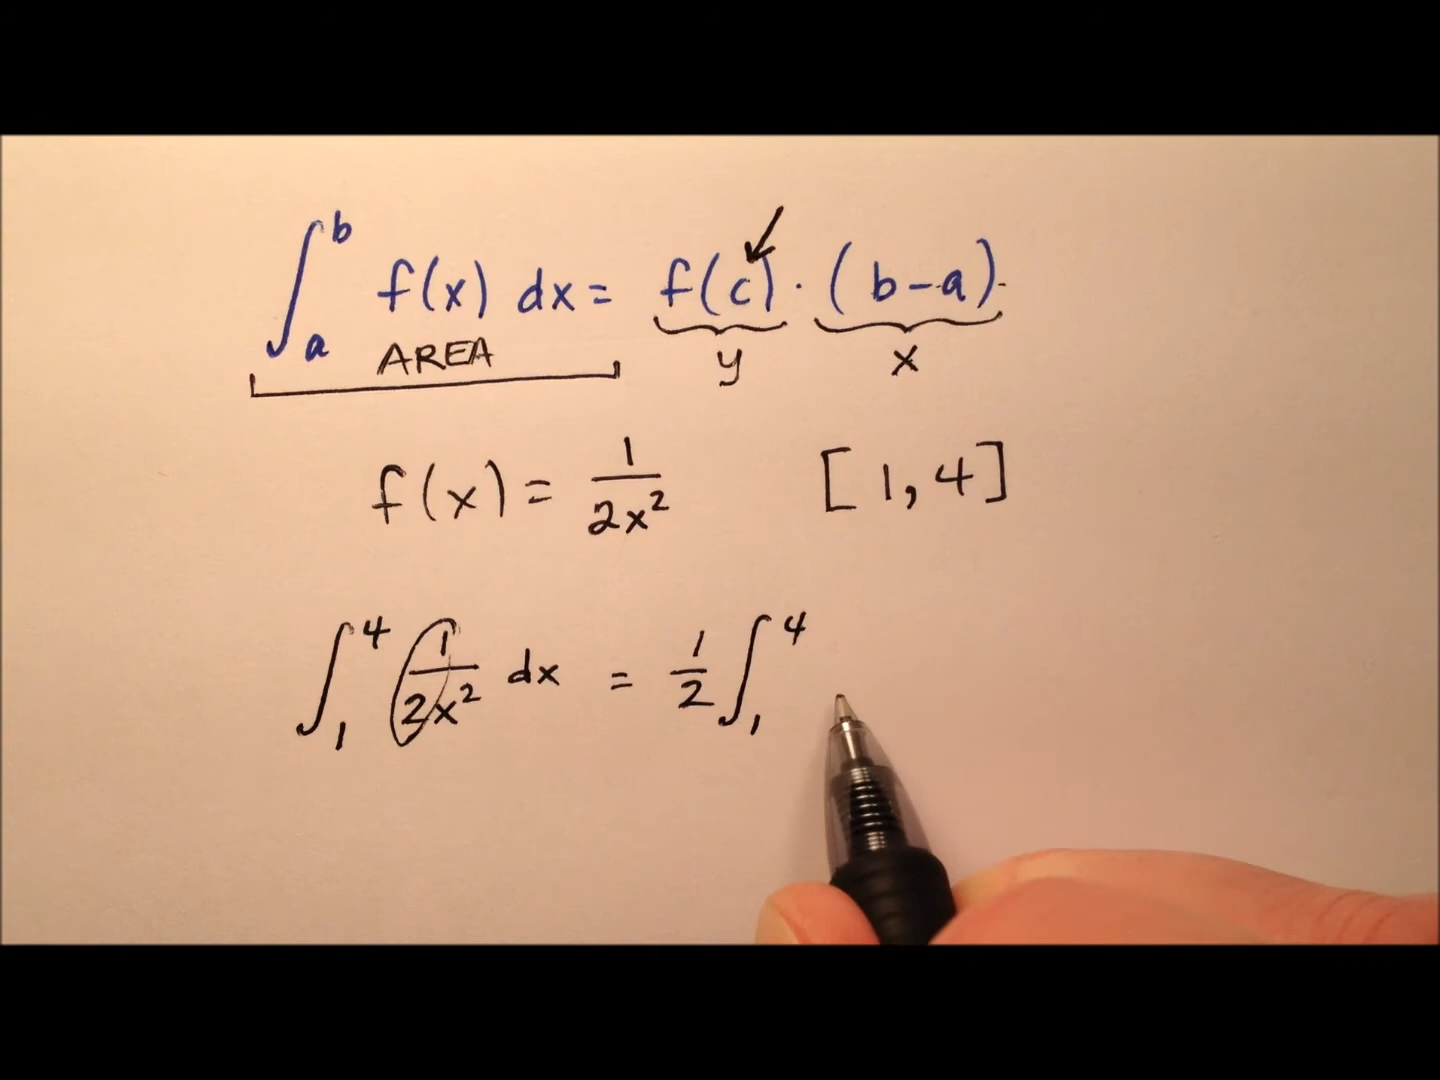 ∫_a^b f(x) dx = f(c) · (b-a)
AREA y x
f(x) = 1/2x² [1,4]
∫_1^4 1/2x² dx = 1/2 ∫_1^4